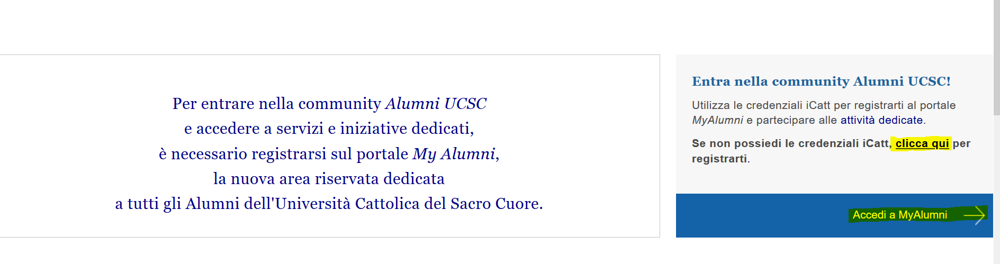 Per entrare nella community Alumni UCSC
e accedere a servizi e iniziative dedicati,
è necessario registrarsi sul portale My Alumni,
la nuova area riservata dedicata
a tutti gli Alumni dell'Università Cattolica del Sacro Cuore.
Entra nella community Alumni UCSC!
Utilizza le credenziali iCatt per registrarti al portale
MyAlumni e partecipare alle attività dedicate.
Se non possiedi le credenziali iCatt, clicca qui per
registrarti.
Accedi a MyAlumni